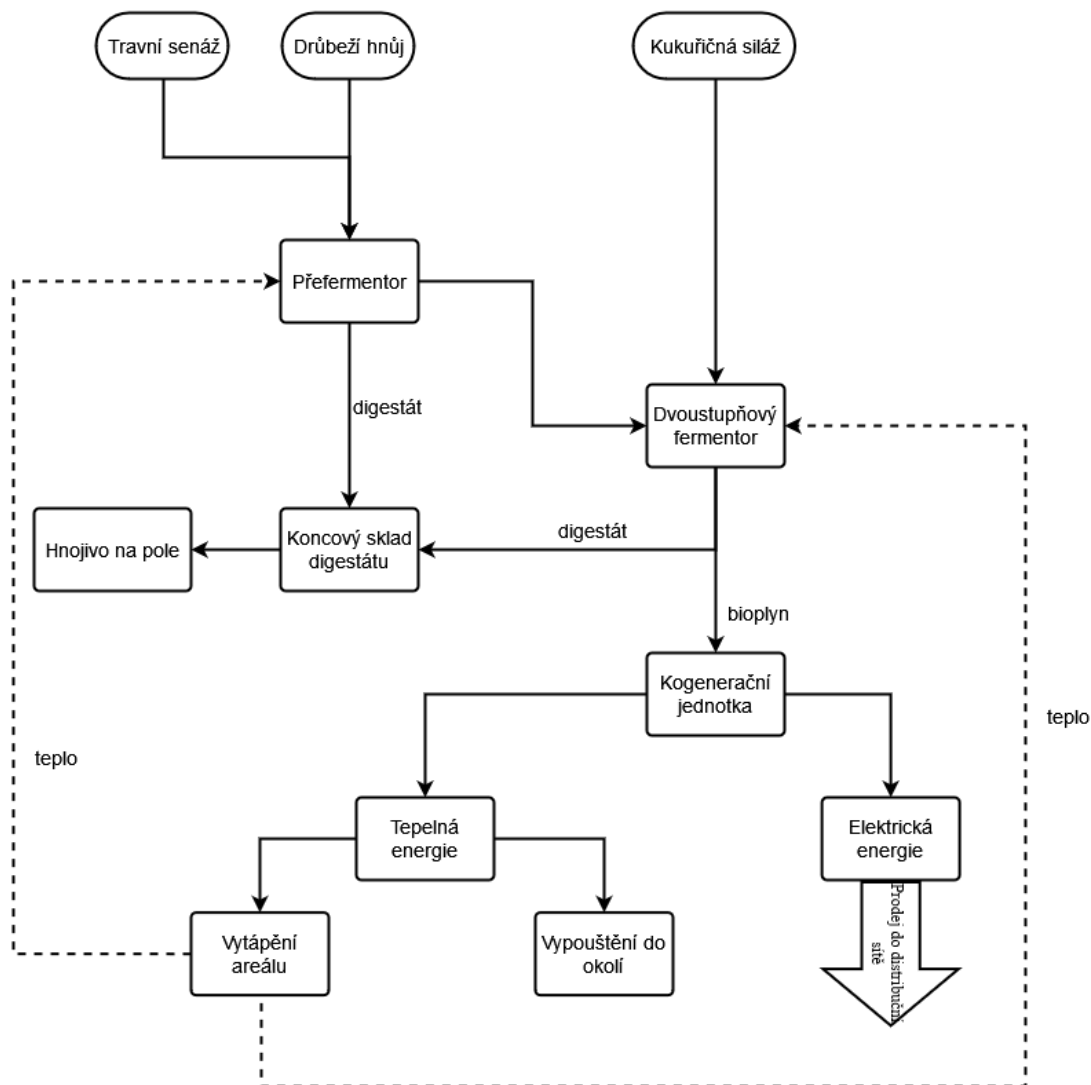 Travní senáž
Drůbeží hnůj
Kukuřičná siláž
Přefermentor
digestát
Dvoustupňový
fermentor
Hnojivo na pole
Koncový sklad
digestátu
digestát
bioplyn
Kogenerační
jednotka
teplo
teplo
Tepelná
energie
Elektrická
energie
Prodej do distribuční
sítě
Vytápění
areálu
Vypouštění do
okolí